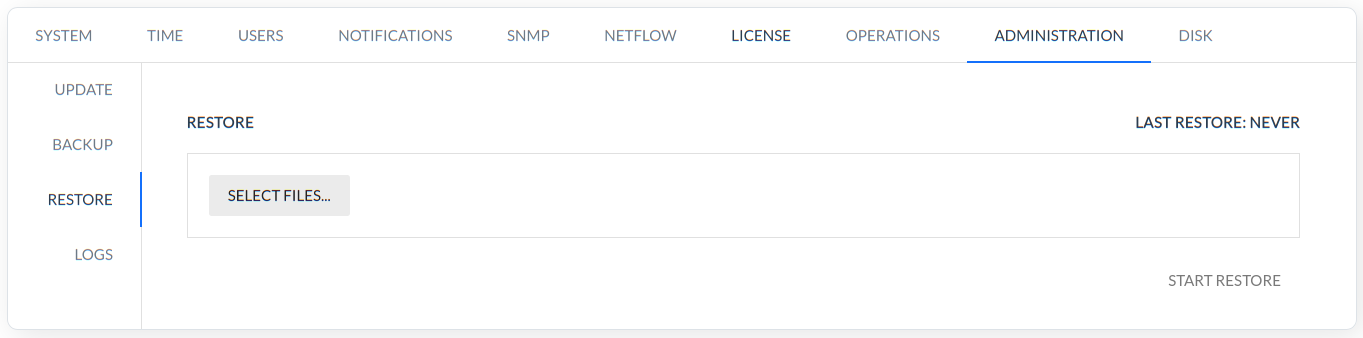 SYSTEM TIME USERS NOTIFICATIONS SNMP NETFLOW LICENSE OPERATIONS ADMINISTRATION DISK
UPDATE
BACKUP
RESTORE
LOGS
RESTORE LAST RESTORE: NEVER
SELECT FILES...
START RESTORE